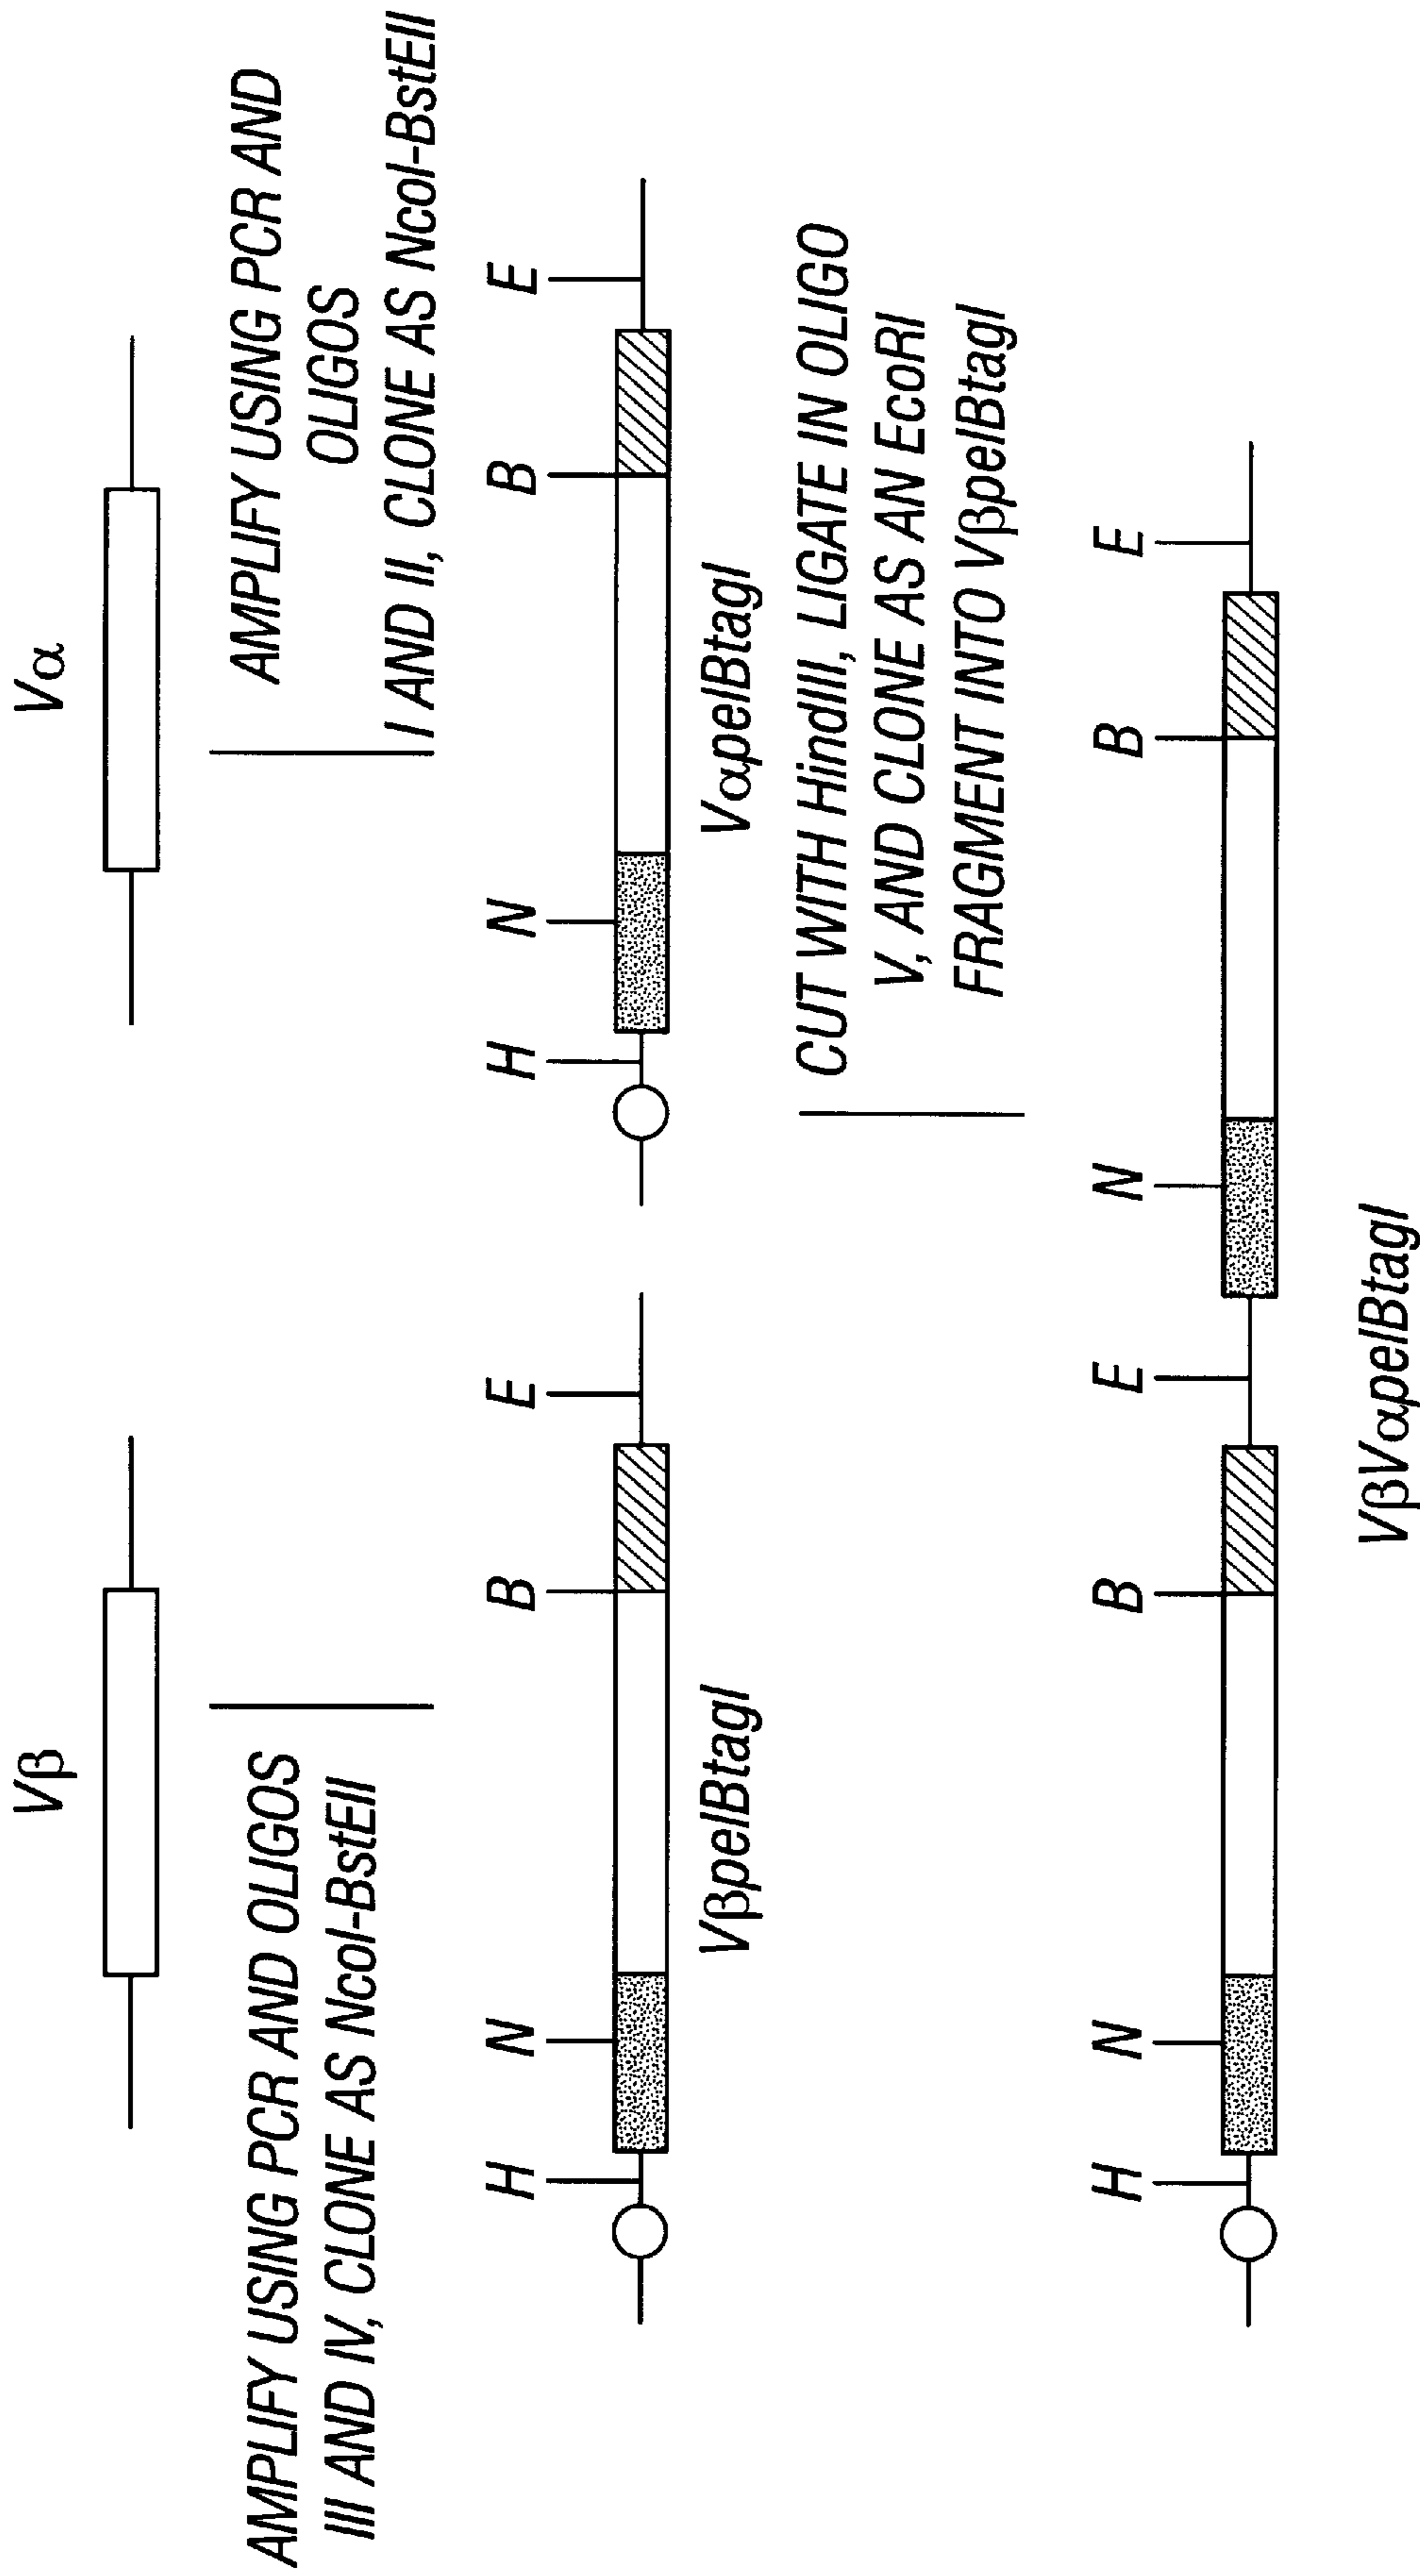 Vβ
Vα
AMPLIFY USING PCR AND OLIGOS
III AND IV, CLONE AS NcoI-BstEII
AMPLIFY USING PCR AND
OLIGOS
I AND II, CLONE AS NcoI-BstEII
H N B E
H N B E
VβpelBtagI
VαpelBtagI
CUT WITH HindIII, LIGATE IN OLIGO
V, AND CLONE AS AN EcoRI
FRAGMENT INTO VβpelBtagI
H N B E N B E
VβVαpelBtagI